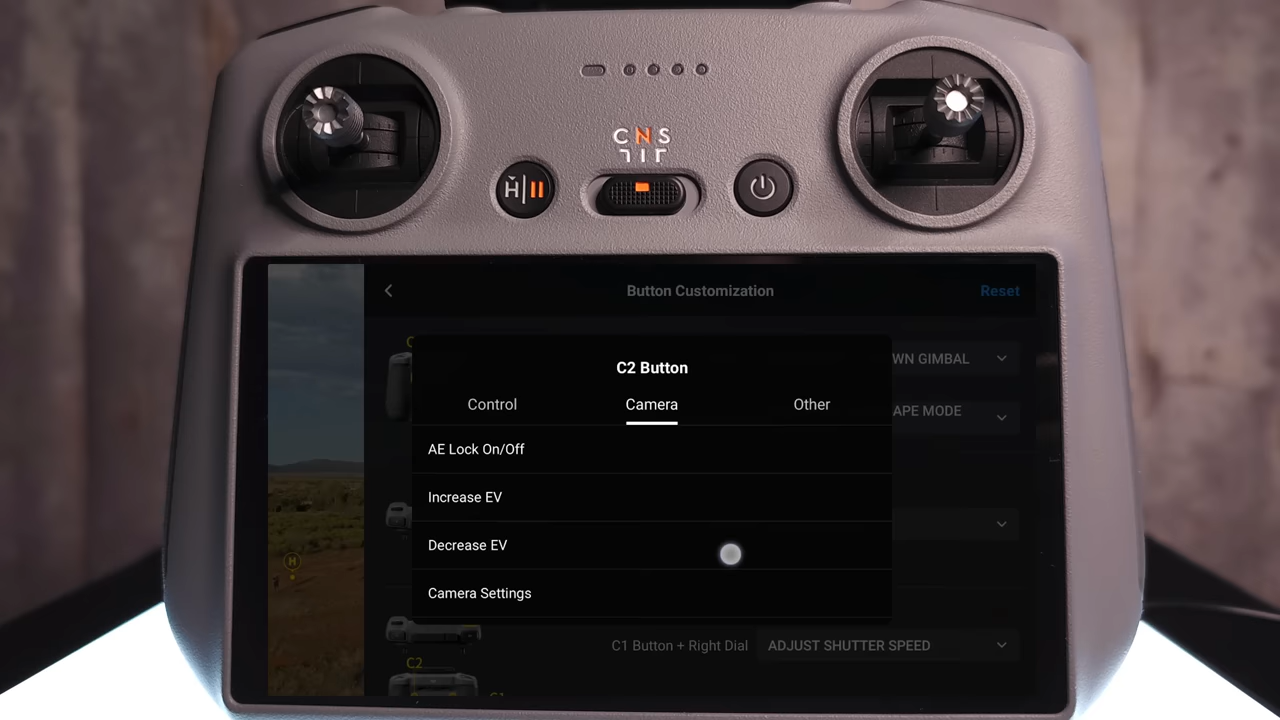 C N S
H
Button Customization
Reset
C2 Button
WN GIMBAL
Control
Camera
Other
APE MODE
AE Lock On/Off
Increase EV
Decrease EV
H
Camera Settings
C1 Button + Right Dial
ADJUST SHUTTER SPEED
C2